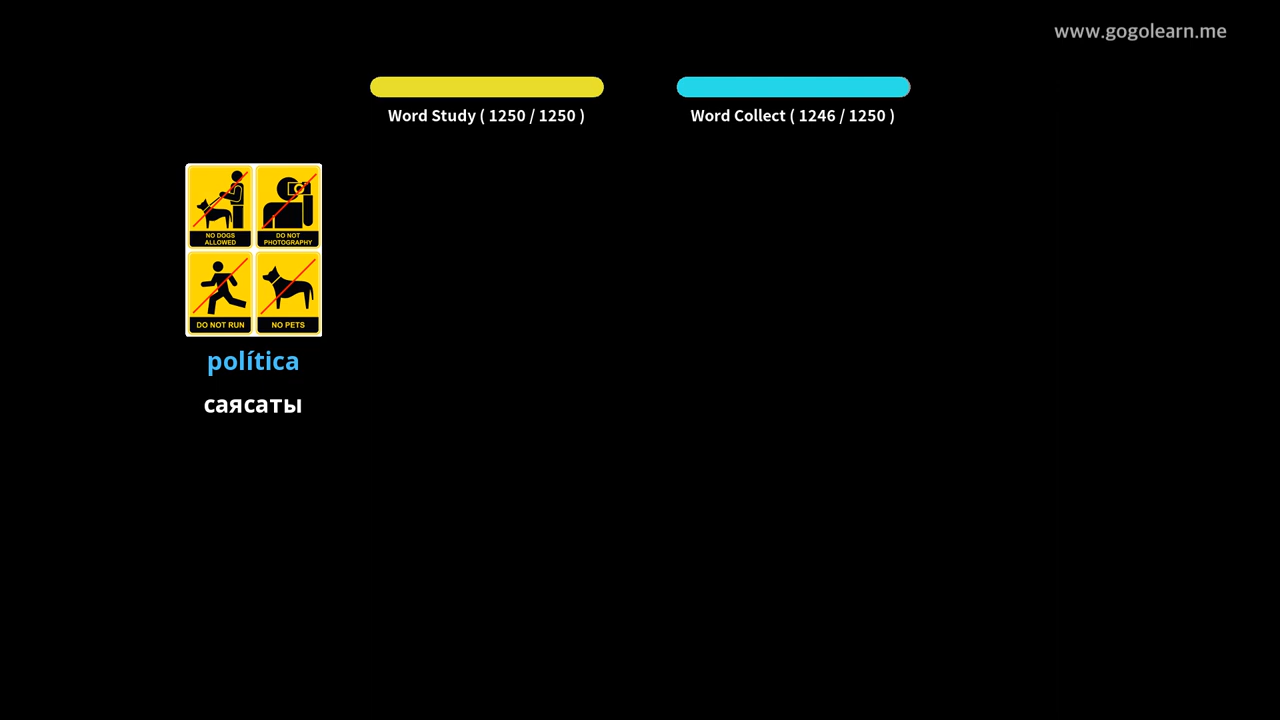 www.gogolearn.me
Word Study ( 1250 / 1250 )
Word Collect ( 1246 / 1250 )
NO DOGS
ALLOWED
DO NOT
PHOTOGRAPHY
DO NOT RUN
NO PETS
política
саясаты